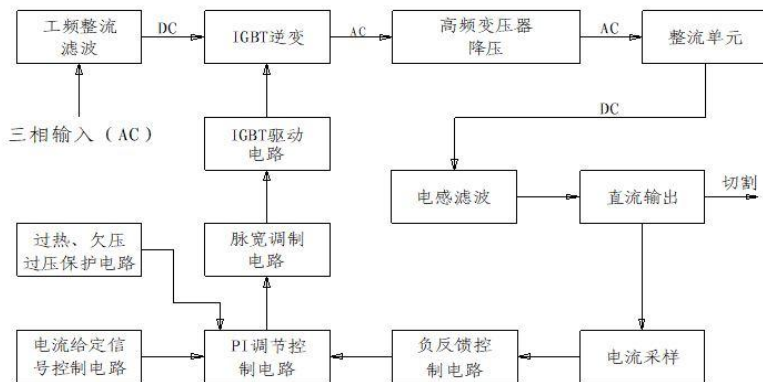 工频整流
滤波
DC
IGBT逆变
AC
高频变压器
降压
AC
整流单元
三相输入（AC）
DC
IGBT驱动
电路
电感滤波
直流输出
切割
过热、欠压
过压保护电路
脉宽调制
电路
电流给定信
号控制电路
PI调节控
制电路
负反馈控
制电路
电流采样